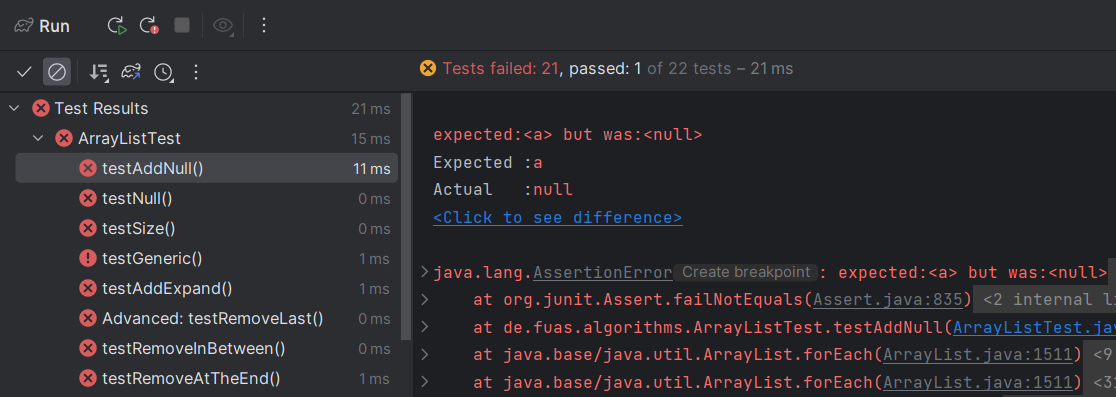 Run
Tests failed: 21, passed: 1 of 22 tests – 21 ms
Test Results 21 ms
ArrayListTest 15 ms
testAddNull() 11 ms
testNull() 0 ms
testSize() 0 ms
testGeneric() 1 ms
testAddExpand() 1 ms
Advanced: testRemoveLast() 0 ms
testRemoveInBetween() 0 ms
testRemoveAtTheEnd() 1 ms
expected:<a> but was:<null>
Expected :a
Actual :null
<Click to see difference>
java.lang.AssertionError Create breakpoint : expected:<a> but was:<null>
at org.junit.Assert.failNotEquals(Assert.java:835) <2 internal
at de.fuas.algorithms.ArrayListTest.testAddNull(ArrayListTest.jav
at java.base/java.util.ArrayList.forEach(ArrayList.java:1511) <9
at java.base/java.util.ArrayList.forEach(ArrayList.java:1511)